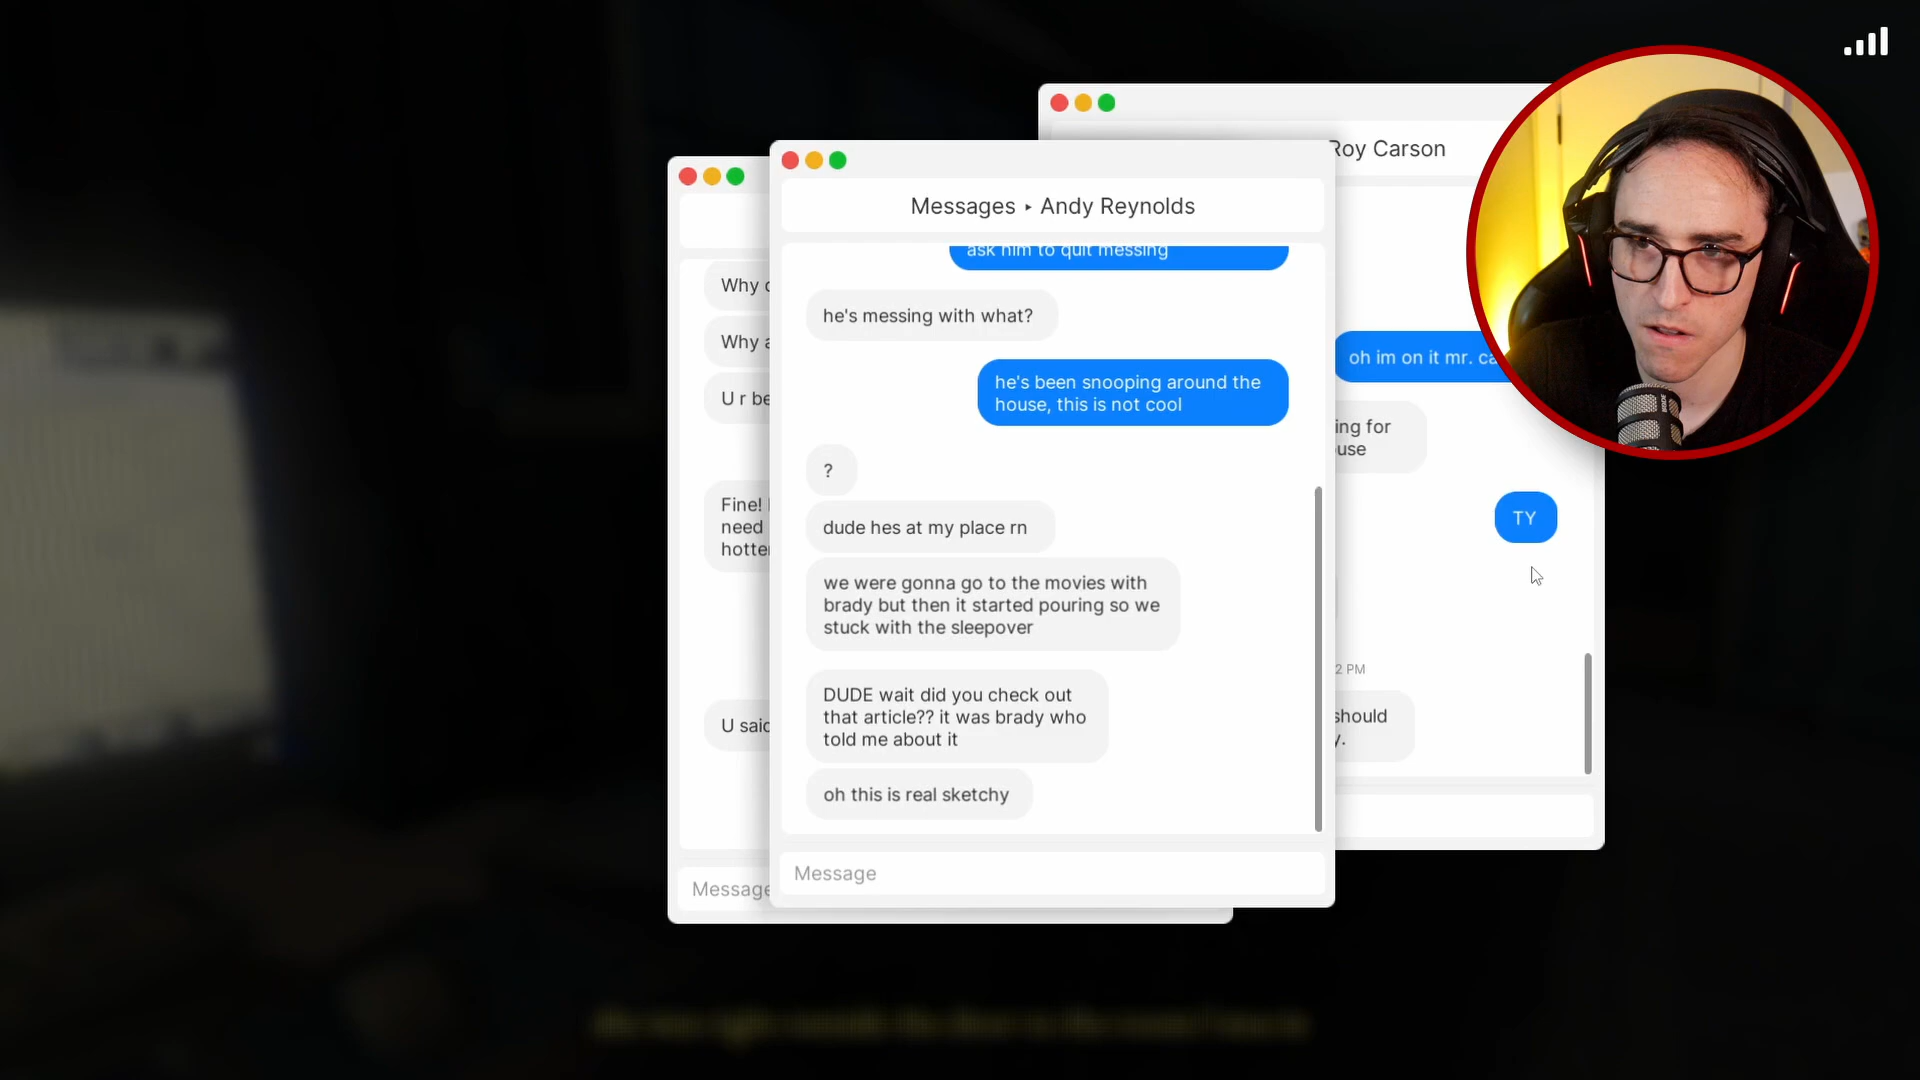 Roy Carson
Messages ▸ Andy Reynolds
ask him to quit messing
he's messing with what?
he's been snooping around the
house, this is not cool
?
dude hes at my place rn
we were gonna go to the movies with
brady but then it started pouring so we
stuck with the sleepover
DUDE wait did you check out
that article?? it was brady who
told me about it
oh this is real sketchy
Message
Why
Why
U r be
Fine!
need
hotte
U said
Message
oh im on it mr. ca
ing for
use
TY
2 PM
should
y.